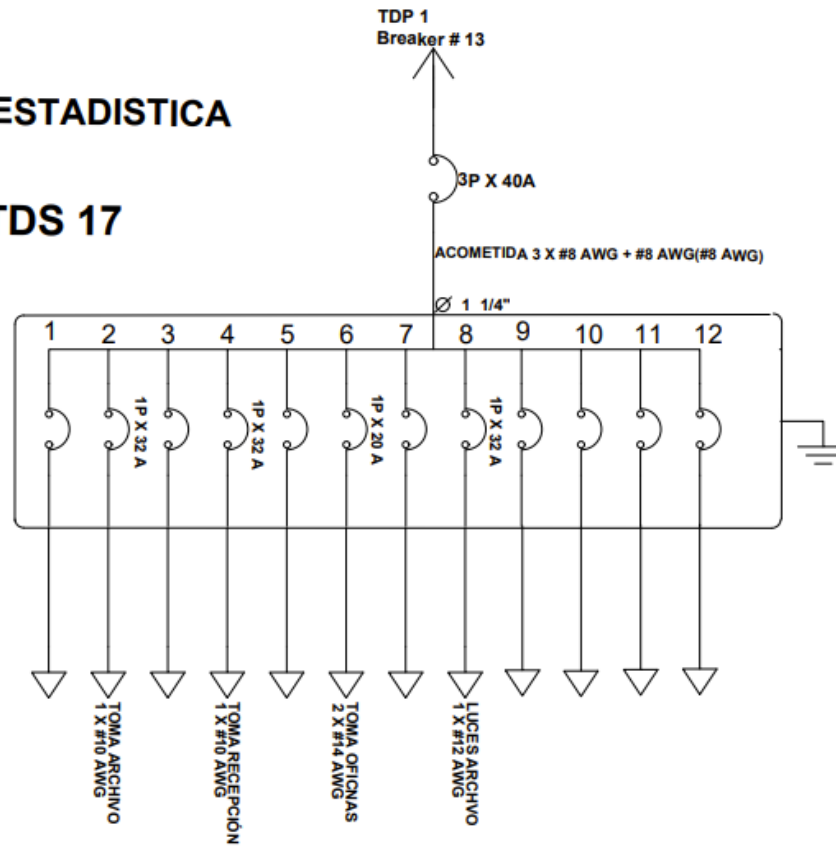 TDP 1
Breaker # 13
ESTADISTICA
3P X 40A
TDS 17
ACOMETIDA 3 X #8 AWG + #8 AWG(#8 AWG)
Ø 1 1/4"
1 2 3 4 5 6 7 8 9 10 11 12
1P X 32 A
1P X 32 A
1P X 20 A
1P X 32 A
TOMA ARCHIVO
1 X #10 AWG
TOMA RECEPCIÓN
1 X #10 AWG
TOMA OFICNAS
2 X #14 AWG
LUCES ARCHVO
1 X #12 AWG